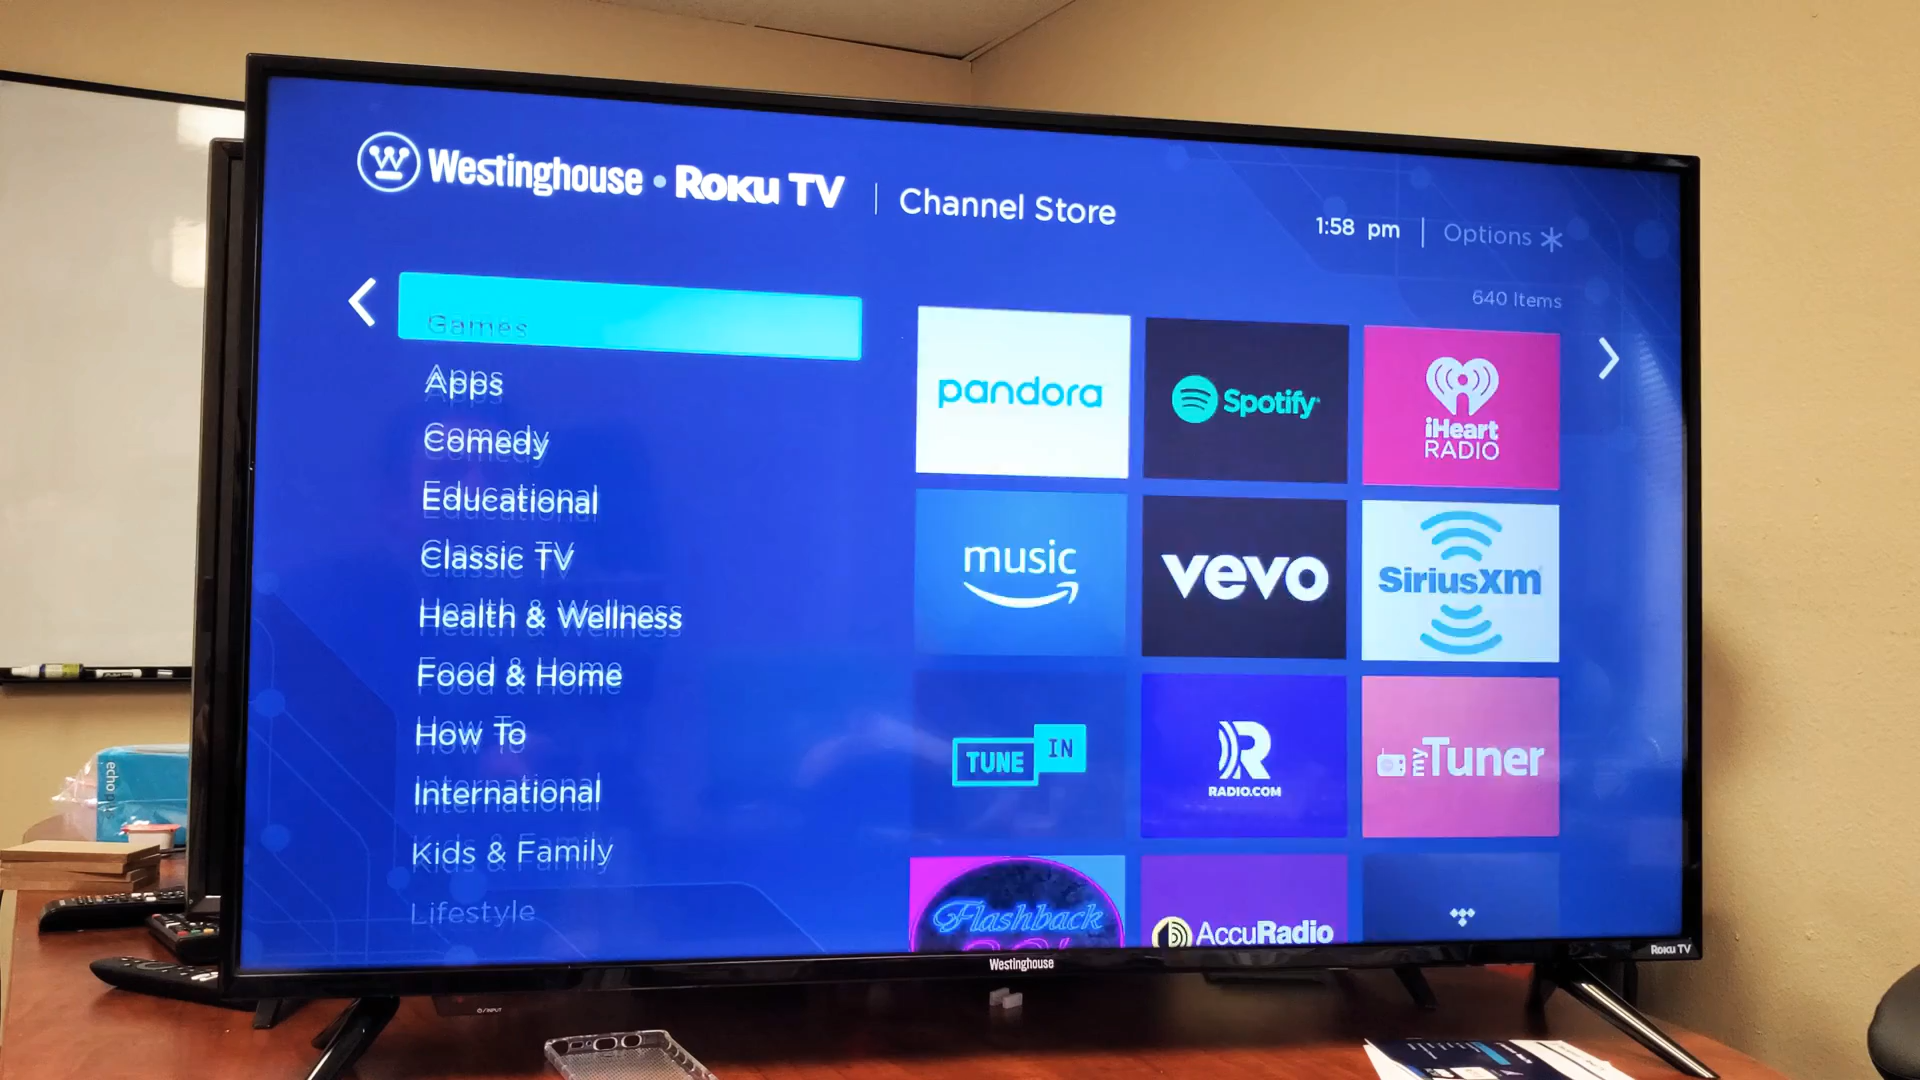 Westinghouse • Roku TV | Channel Store
1:58 pm | Options
640 Items
Games
Apps
Comedy
Educational
Classic TV
Health & Wellness
Food & Home
How To
International
Kids & Family
Lifestyle
pandora
Spotify
iHeart
RADIO
music
vevo
SiriusXM
TUNE IN
RADIO.COM
myTuner
Flashback
AccuRadio
Westinghouse
Roku TV
echo
INPUT